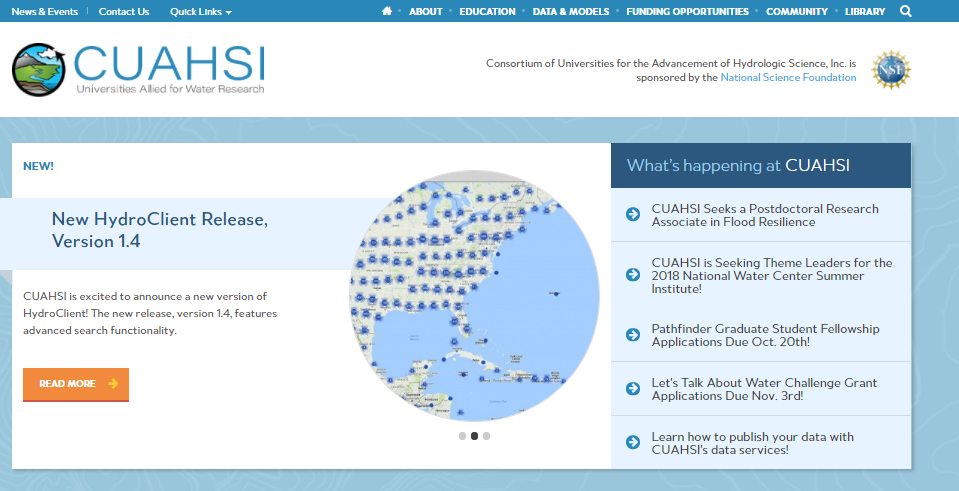 News & Events
Contact Us
Quick Links
ABOUT
EDUCATION
DATA & MODELS
FUNDING OPPORTUNITIES
COMMUNITY
LIBRARY
CUAHSI
Universities Allied for Water Research
Consortium of Universities for the Advancement of Hydrologic Science, Inc. is
sponsored by the National Science Foundation
NSF
NEW!
New HydroClient Release,
Version 1.4
CUAHSI is excited to announce a new version of
HydroClient! The new release, version 1.4, features
advanced search functionality.
READ MORE
What's happening at CUAHSI
CUAHSI Seeks a Postdoctoral Research
Associate in Flood Resilience
CUAHSI is Seeking Theme Leaders for the
2018 National Water Center Summer
Institute!
Pathfinder Graduate Student Fellowship
Applications Due Oct. 20th!
Let's Talk About Water Challenge Grant
Applications Due Nov. 3rd!
Learn how to publish your data with
CUAHSI's data services!